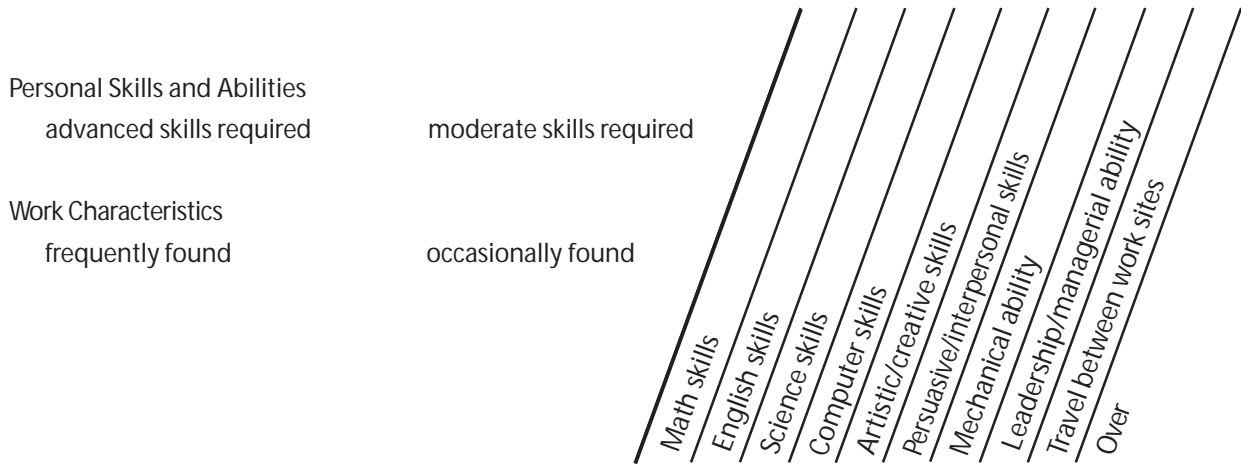 Personal Skills and Abilities
advanced skills required moderate skills required
Work Characteristics
frequently found occasionally found
Math skills
English skills
Science skills
Computer skills
Artistic/creative skills
Persuasive/interpersonal skills
Mechanical ability
Leadership/managerial ability
Travel between work sites
Over